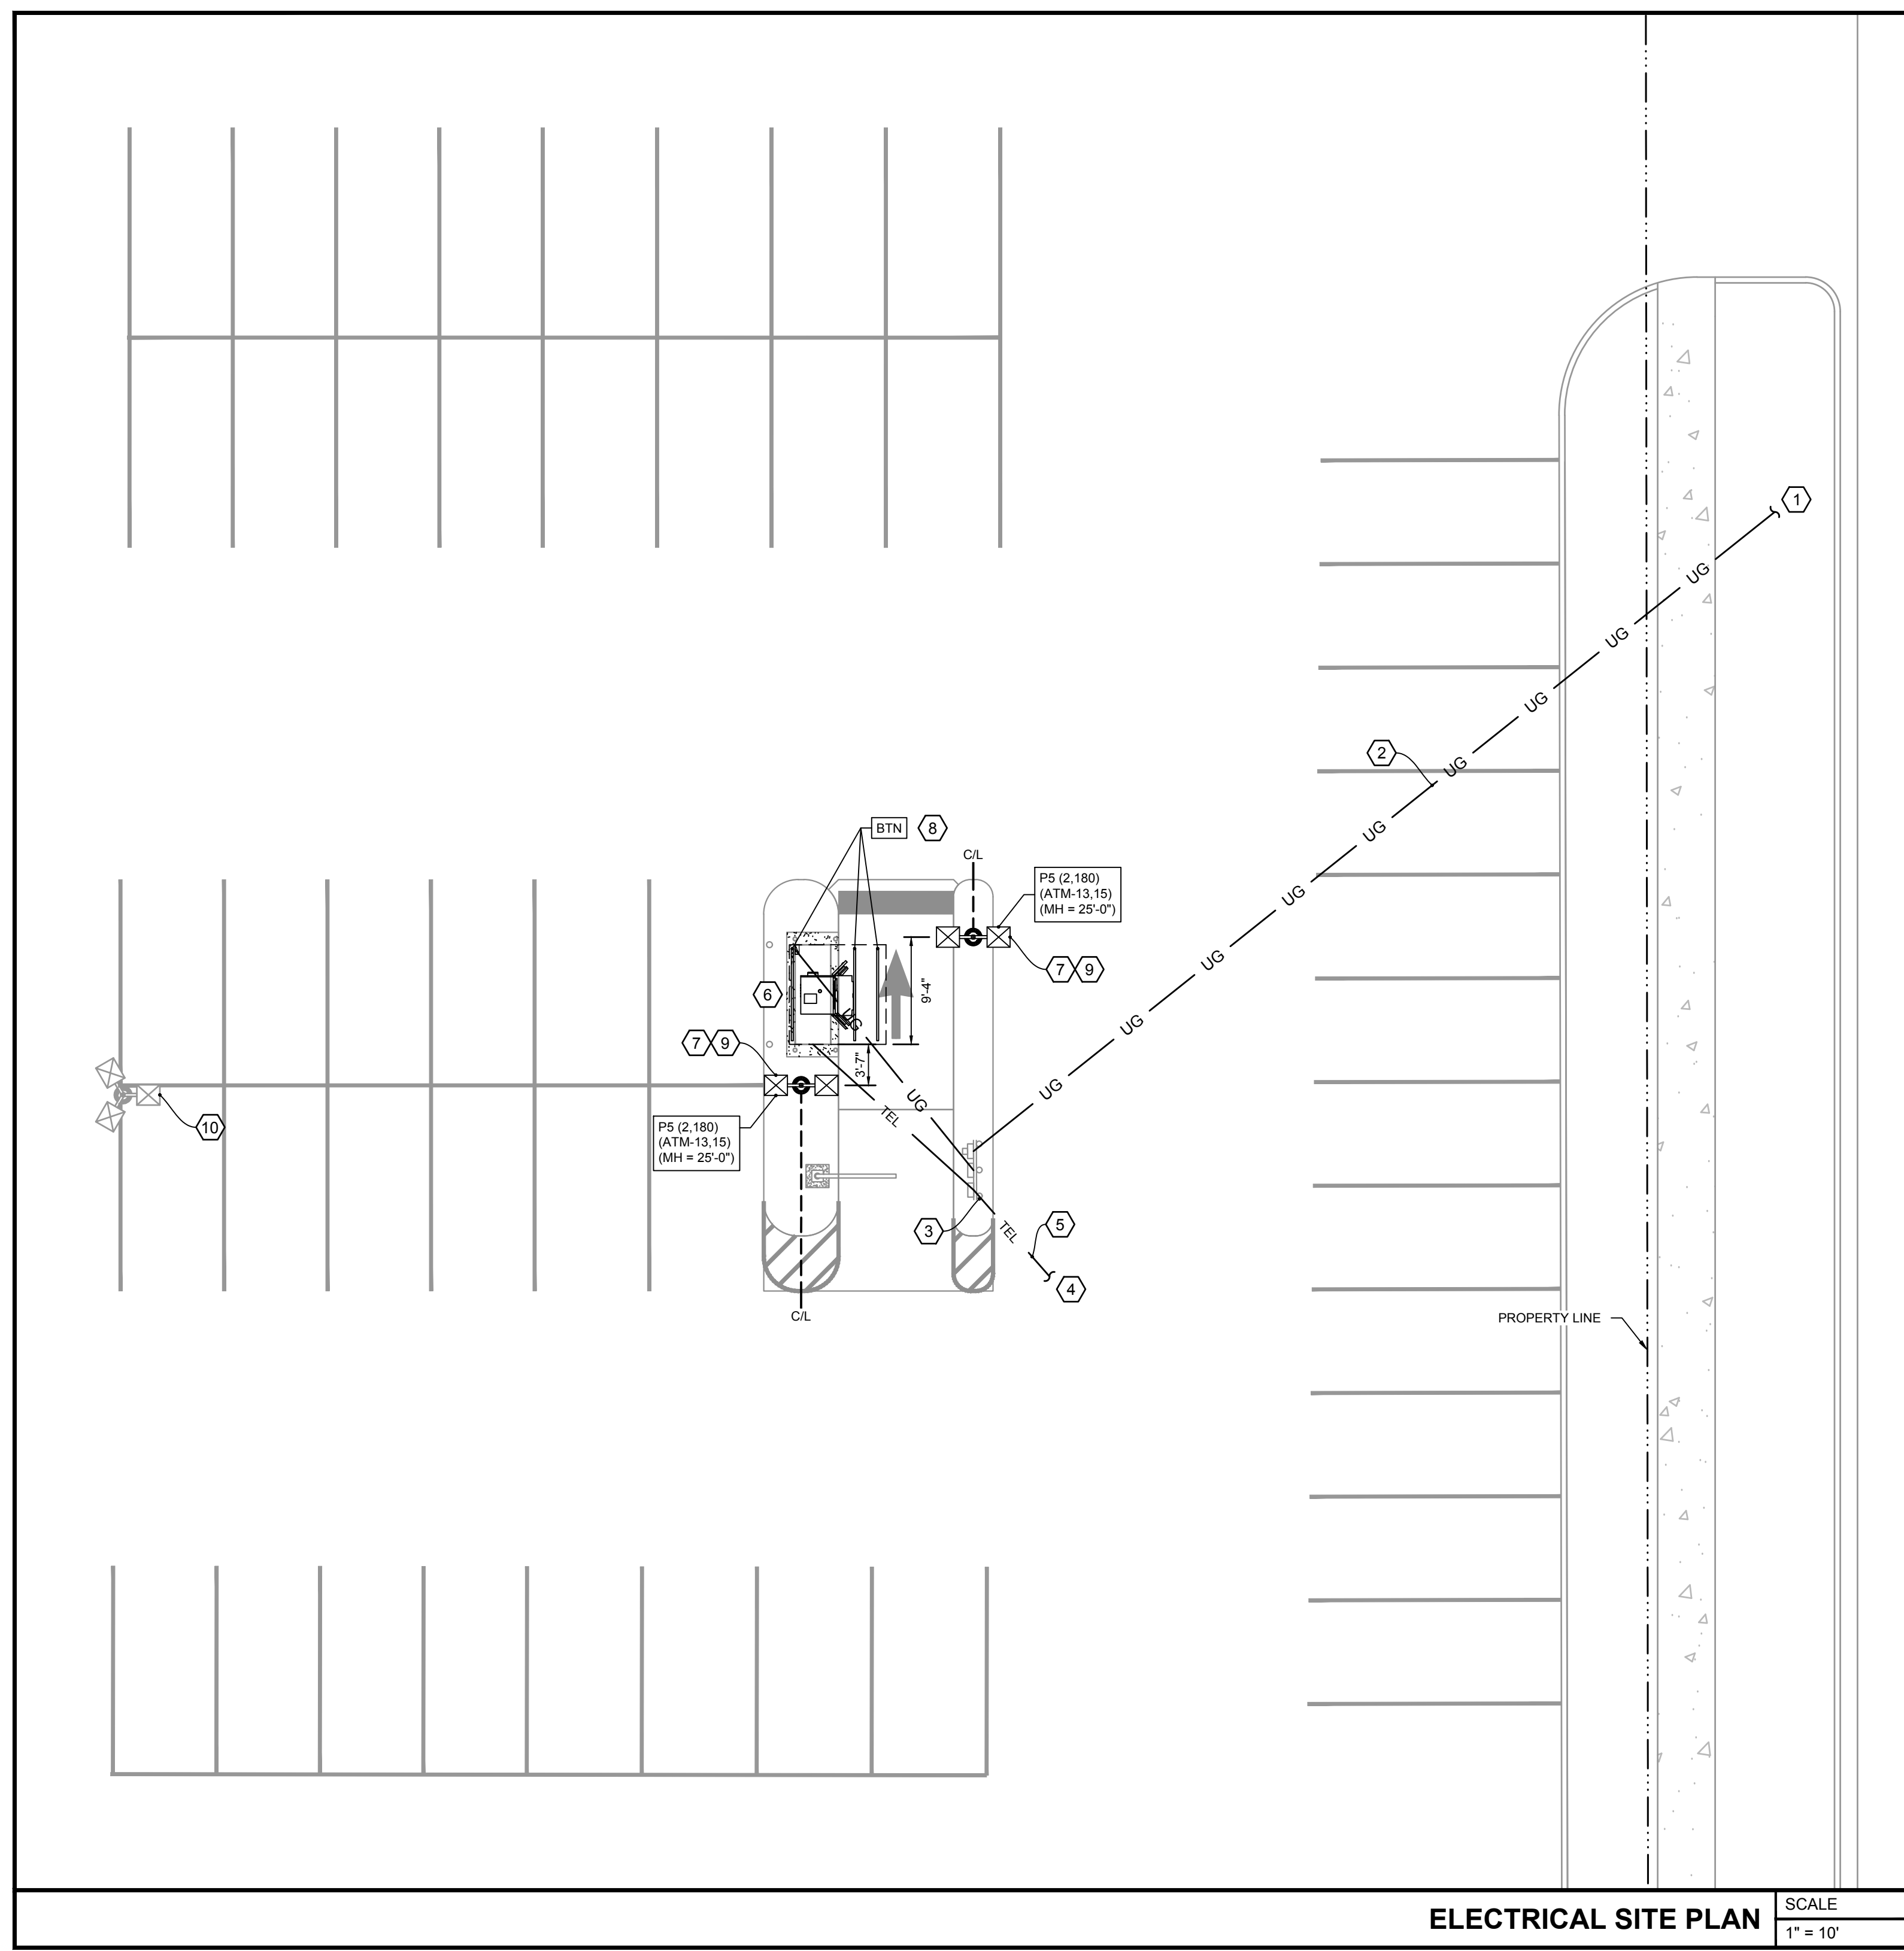 1
UG
UG
UG
2
UG
UG
BTN
8
C/L
P5 (2,180)
(ATM-13,15)
(MH = 25'-0")
UG
UG
7
9
6
9'-4"
UG
7
9
3'-7"
UG
UG
TEL
10
P5 (2,180)
(ATM-13,15)
(MH = 25'-0")
3
TEL
5
4
C/L
PROPERTY LINE
ELECTRICAL SITE PLAN
SCALE
1" = 10'